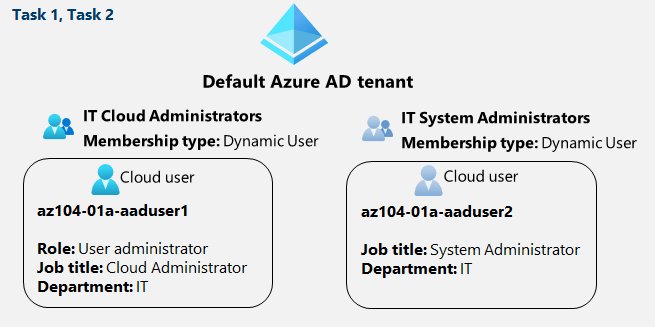 Task 1, Task 2
Default Azure AD tenant
IT Cloud Administrators
Membership type: Dynamic User
Cloud user
az104-01a-aaduser1
Role: User administrator
Job title: Cloud Administrator
Department: IT
IT System Administrators
Membership type: Dynamic User
Cloud user
az104-01a-aaduser2
Job title: System Administrator
Department: IT